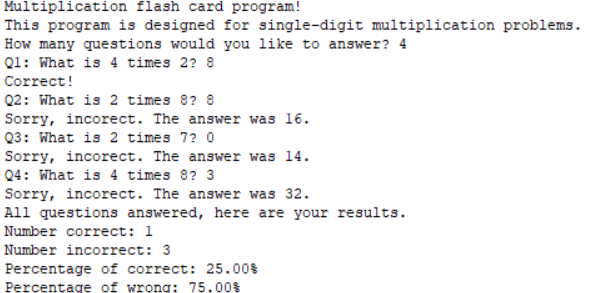 Multiplication flash card program!
This program is designed for single-digit multiplication problems.
How many questions would you like to answer? 4
Q1: What is 4 times 2? 8
Correct!
Q2: What is 2 times 8? 8
Sorry, incorect. The answer was 16.
Q3: What is 2 times 7? 0
Sorry, incorect. The answer was 14.
Q4: What is 4 times 8? 3
Sorry, incorect. The answer was 32.
All questions answered, here are your results.
Number correct: 1
Number incorrect: 3
Percentage of correct: 25.00%
Percentage of wrong: 75.00%